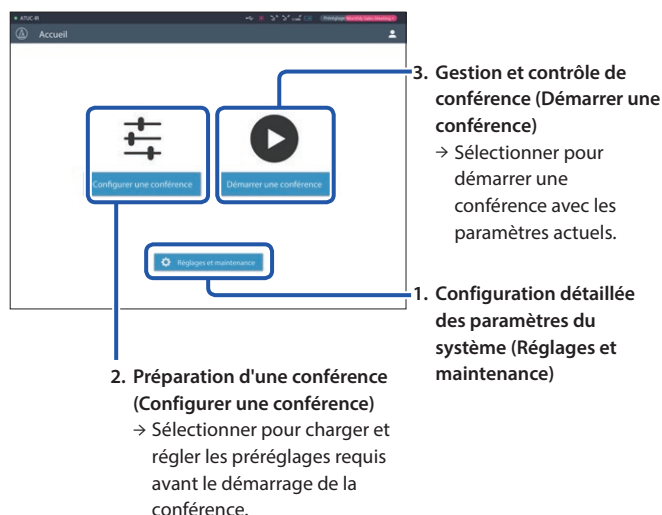 ATUC-IR
Préréglage Monthly Sales Meeting
Accueil
Configurer une conférence
Démarrer une conférence
Réglages et maintenance
3. Gestion et contrôle de
conférence (Démarrer une
conférence)
→ Sélectionner pour
démarrer une
conférence avec les
paramètres actuels.
1. Configuration détaillée
des paramètres du
système (Réglages et
maintenance)
2. Préparation d'une conférence
(Configurer une conférence)
→ Sélectionner pour charger et
régler les préréglages requis
avant le démarrage de la
conférence.